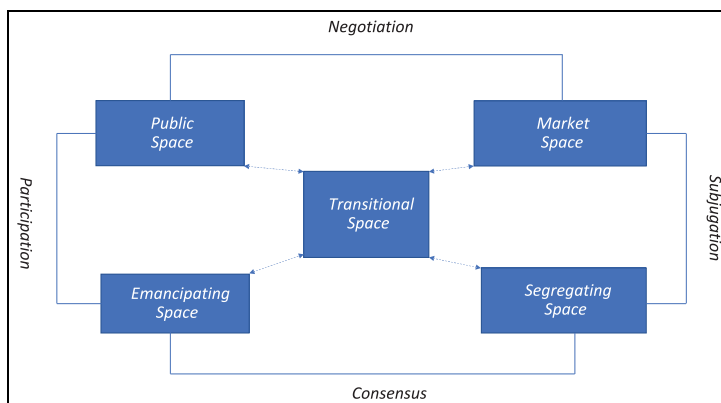 Negotiation
Public
Space
Market
Space
Participation
Transitional
Space
Subjugation
Emancipating
Space
Segregating
Space
Consensus